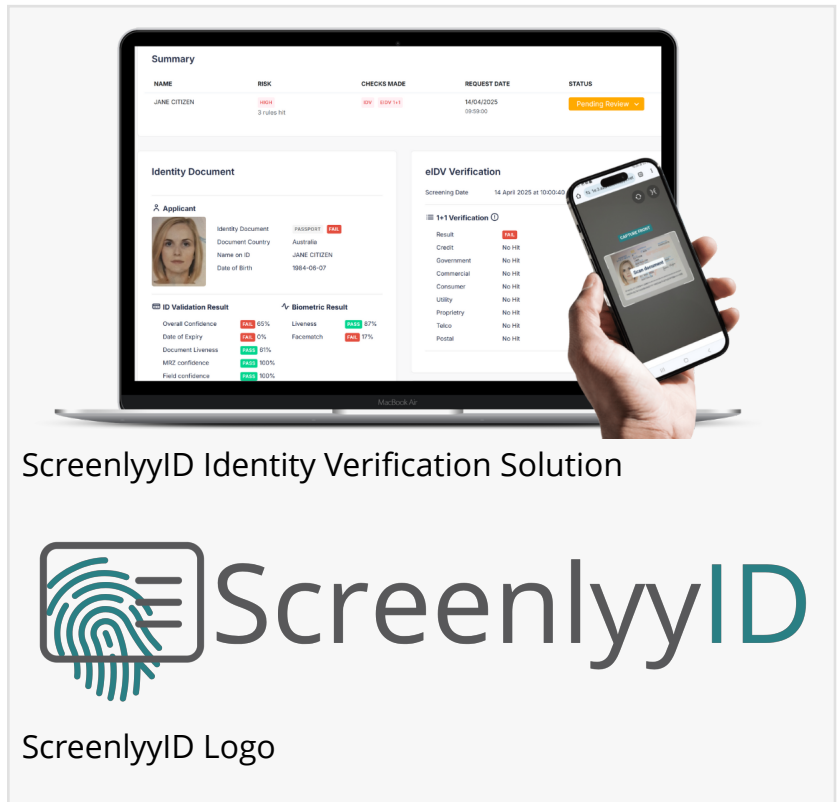 Summary
NAME RISK CHECKS MADE REQUEST DATE STATUS
JANE CITIZEN HIGH IDV EIDV 1+1 14/04/2025 Pending Review
3 rules hit 09:59:00
Identity Document
Applicant
Identity Document PASSPORT FAIL
Document Country Australia
Name on ID JANE CITIZEN
Date of Birth 1984-08-07
ID Validation Result
Overall Confidence FAIL 65%
Date of Expiry FAIL 0%
Document Liveness PASS 61%
MRZ confidence PASS 100%
Field confidence PASS 100%
Biometric Result
Liveness PASS 87%
Facematch FAIL 17%
eIDV Verification
Screening Date 14 April 2025 at 10:00:40
1+1 Verification
Result FAIL
Credit No Hit
Government No Hit
Commercial No Hit
Consumer No Hit
Utility No Hit
Proprietry No Hit
Telco No Hit
Postal No Hit
CAPTURE FRONT
Scan document
MacBook Air
ScreenlyyID Identity Verification Solution
ScreenlyyID
ScreenlyyID Logo